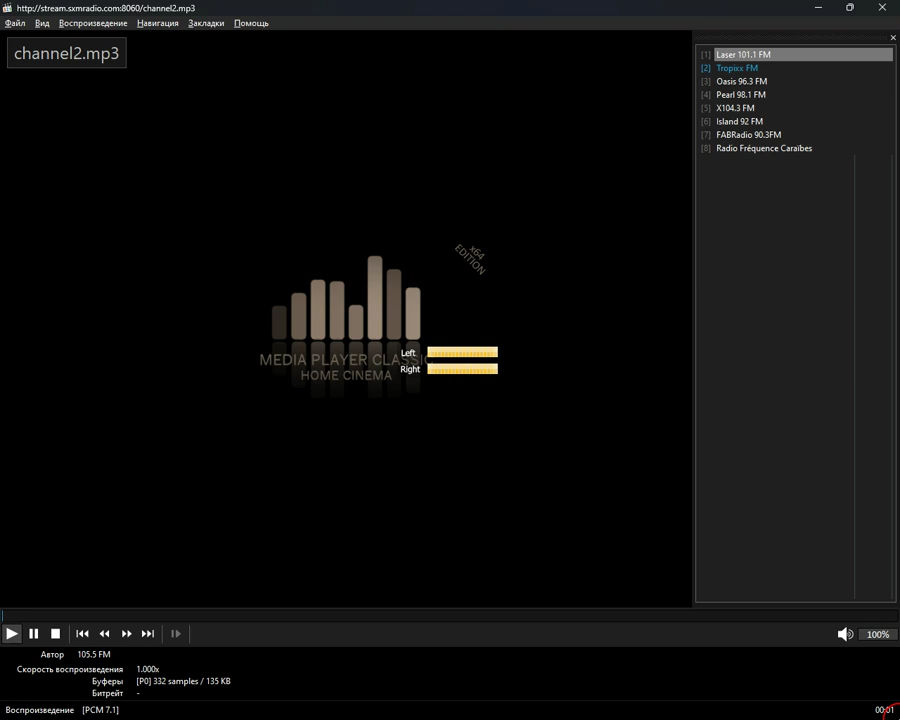 http://stream.sxmradio.com:8060/channel2.mp3
Файл Вид Воспроизведение Навигация Закладки Помощь
channel2.mp3
[1] Laser 101.1 FM
[2] Tropixx FM
[3] Oasis 96.3 FM
[4] Pearl 98.1 FM
[5] X104.3 FM
[6] Island 92 FM
[7] FABRadio 90.3FM
[8] Radio Fréquence Caraïbes
x64
EDITION
MEDIA PLAYER CLASSIC
HOME CINEMA
Left
Right
100%
Автор 105.5 FM
Скорость воспроизведения 1.000x
Буферы [P0] 332 samples / 135 KB
Битрейт -
Воспроизведение [PCM 7.1] 00:01